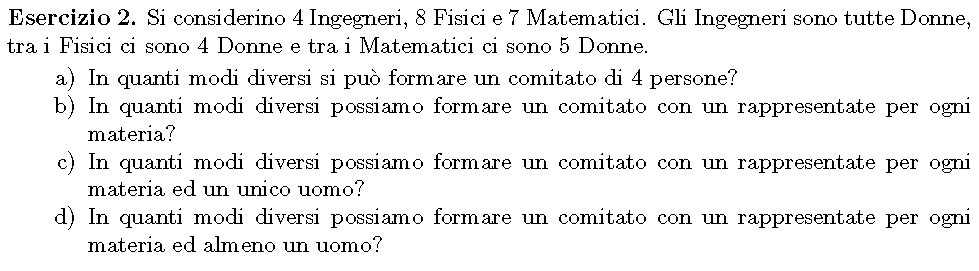 Esercizio 2. Si considerino 4 Ingegneri, 8 Fisici e 7 Matematici. Gli Ingegneri sono tutte Donne,
tra i Fisici ci sono 4 Donne e tra i Matematici ci sono 5 Donne.
a) In quanti modi diversi si può formare un comitato di 4 persone?
b) In quanti modi diversi possiamo formare un comitato con un rappresentate per ogni
materia?
c) In quanti modi diversi possiamo formare un comitato con un rappresentate per ogni
materia ed un unico uomo?
d) In quanti modi diversi possiamo formare un comitato con un rappresentate per ogni
materia ed almeno un uomo?